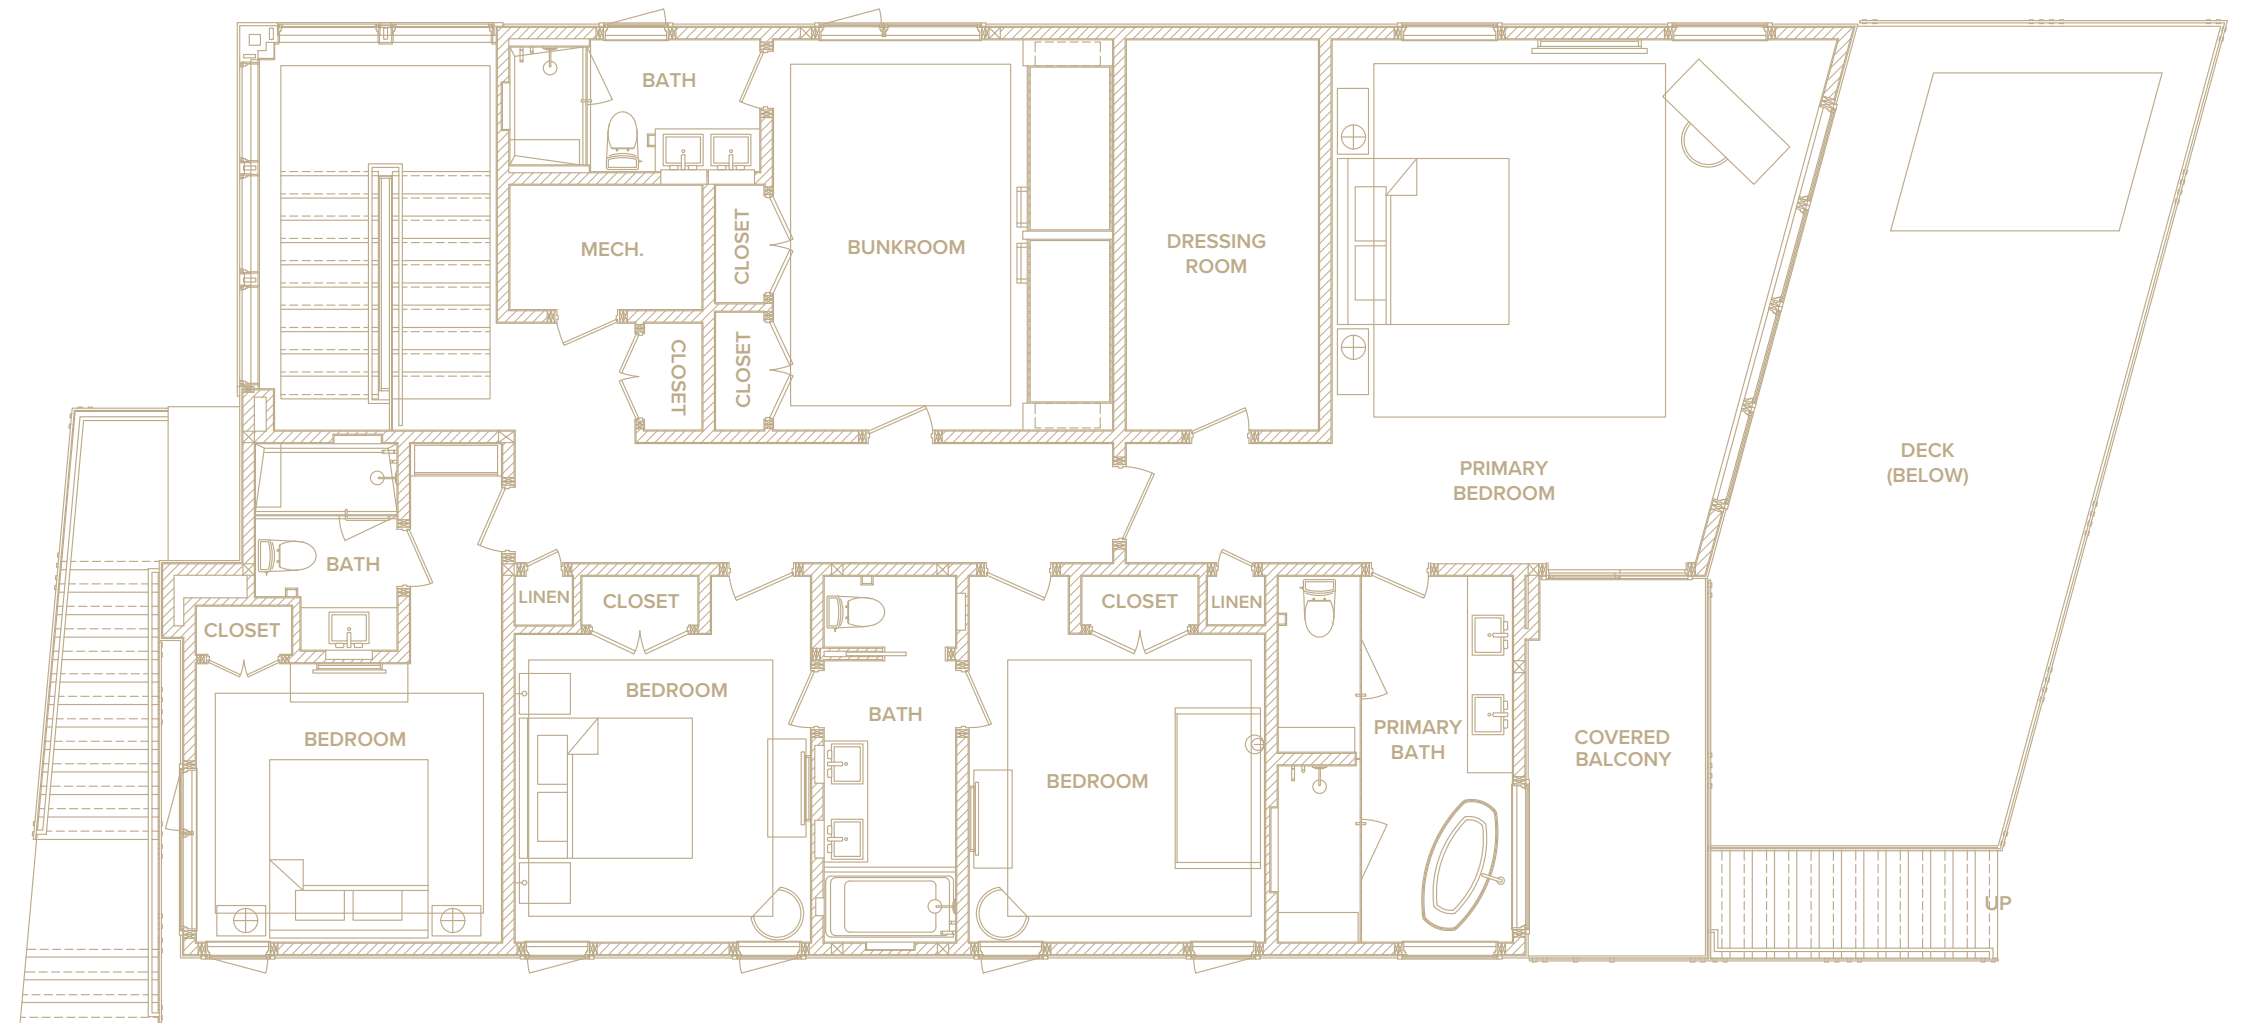 BATH
MECH.
CLOSET
CLOSET
CLOSET
BUNKROOM
DRESSING
ROOM
PRIMARY
BEDROOM
DECK
(BELOW)
BATH
CLOSET
BEDROOM
LINEN
CLOSET
BEDROOM
BATH
CLOSET
LINEN
BEDROOM
PRIMARY
BATH
COVERED
BALCONY
UP